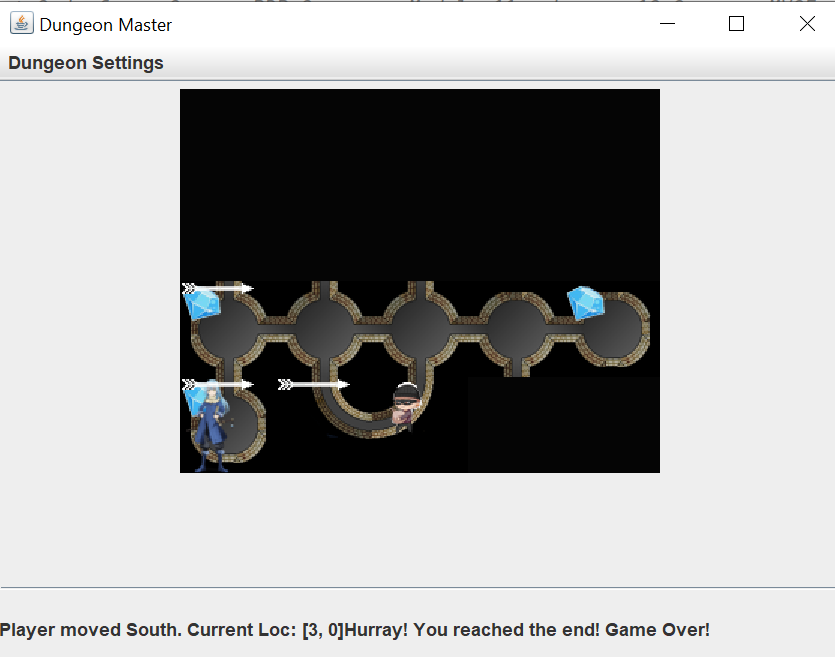 Dungeon Master
Dungeon Settings
Player moved South. Current Loc: [3, 0]Hurray! You reached the end! Game Over!